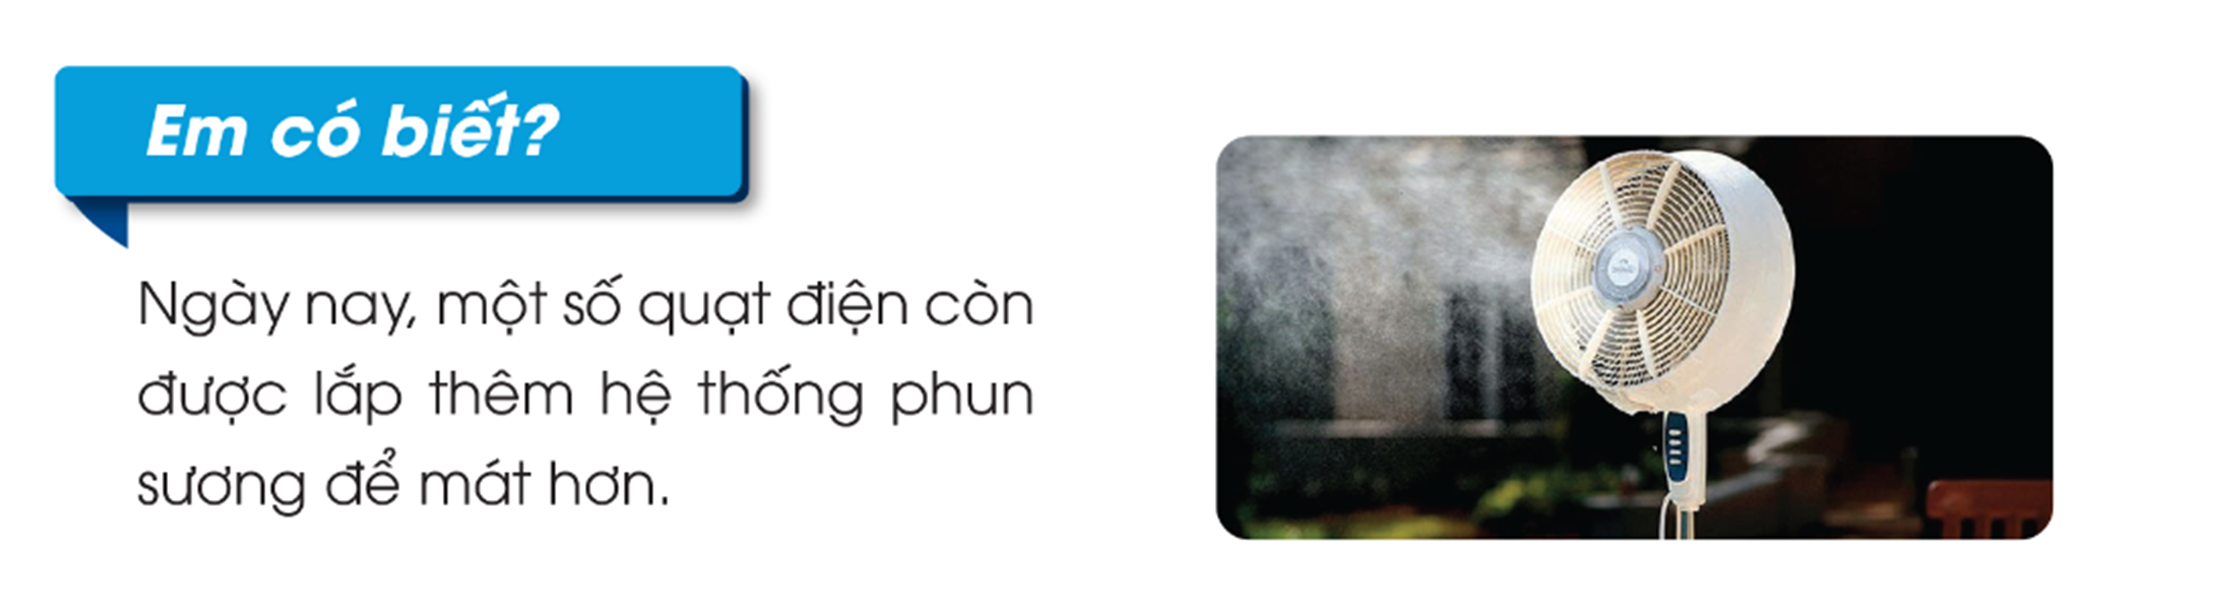 Em có biết?
Ngày nay, một số quạt điện còn
được lắp thêm hệ thống phun
sương để mát hơn.